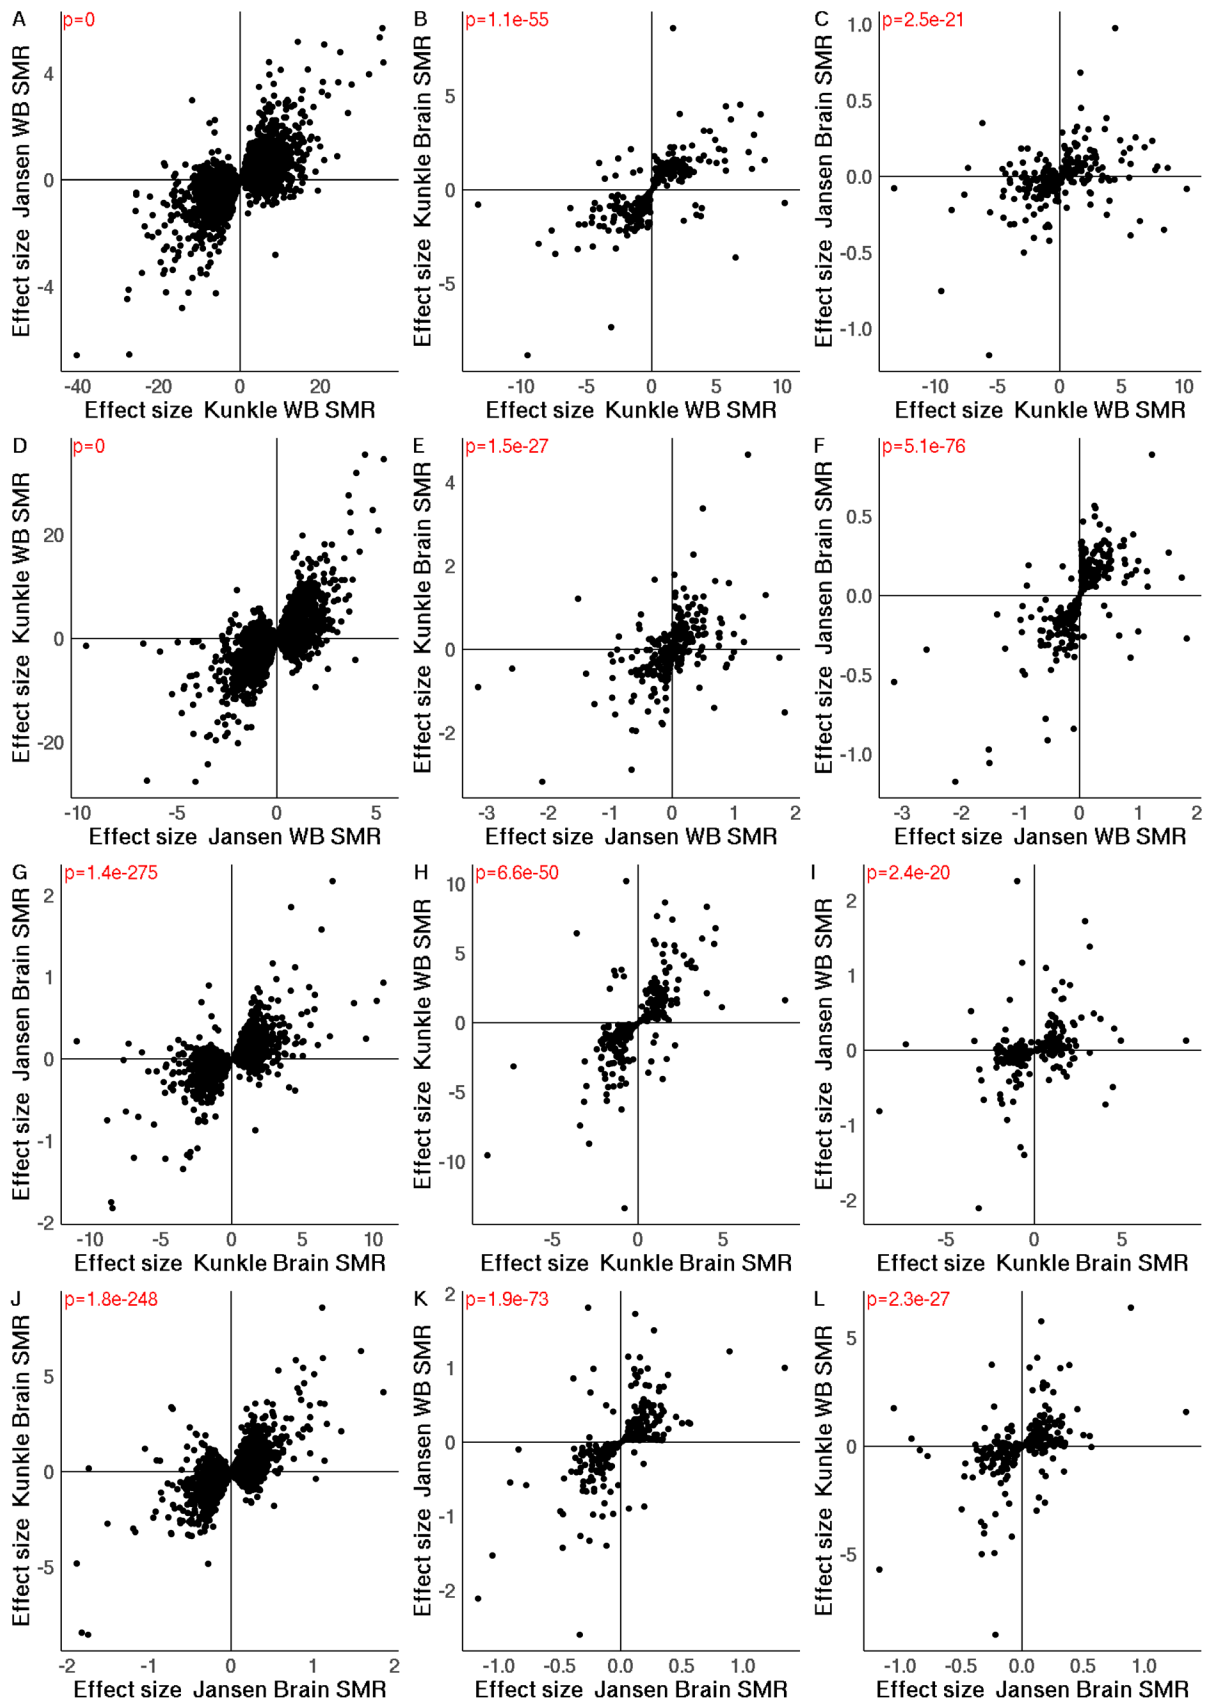 A
p=0
Effect size Jansen WB SMR
4
0
-4
-40
-20
0
20
Effect size Kunkle WB SMR
B
p=1.1e-55
Effect size Kunkle Brain SMR
5
0
-5
-10
-5
0
5
10
Effect size Kunkle WB SMR
C
p=2.5e-21
Effect size Jansen Brain SMR
1.0
0.5
0.0
-0.5
-1.0
-10
-5
0
5
10
Effect size Kunkle WB SMR
D
p=0
Effect size Kunkle WB SMR
20
0
-20
-10
-5
0
5
Effect size Jansen WB SMR
E
p=1.5e-27
Effect size Kunkle Brain SMR
4
2
0
-2
-3
-2
-1
0
1
2
Effect size Jansen WB SMR
F
p=5.1e-76
Effect size Jansen Brain SMR
0.5
0.0
-0.5
-1.0
-3
-2
-1
0
1
2
Effect size Jansen WB SMR
G
p=1.4e-275
Effect size Jansen Brain SMR
2
1
0
-1
-2
-10
-5
0
5
Effect size Kunkle Brain SMR
H
p=6.6e-50
Effect size Kunkle WB SMR
10
5
0
-5
-10
-5
0
5
Effect size Kunkle Brain SMR
I
p=2.4e-20
Effect size Jansen WB SMR
2
1
0
-1
-2
-5
0
5
Effect size Kunkle Brain SMR
J
p=1.8e-248
Effect size Kunkle Brain SMR
5
0
-5
-2
-1
0
1
2
Effect size Jansen Brain SMR
K
p=1.9e-73
Effect size Jansen WB SMR
2
1
0
-1
-2
-1.0
-0.5
0.0
0.5
1.0
Effect size Jansen Brain SMR
L
p=2.3e-27
Effect size Kunkle WB SMR
5
0
-5
-1.0
-0.5
0.0
0.5
1.0
Effect size Jansen Brain SMR